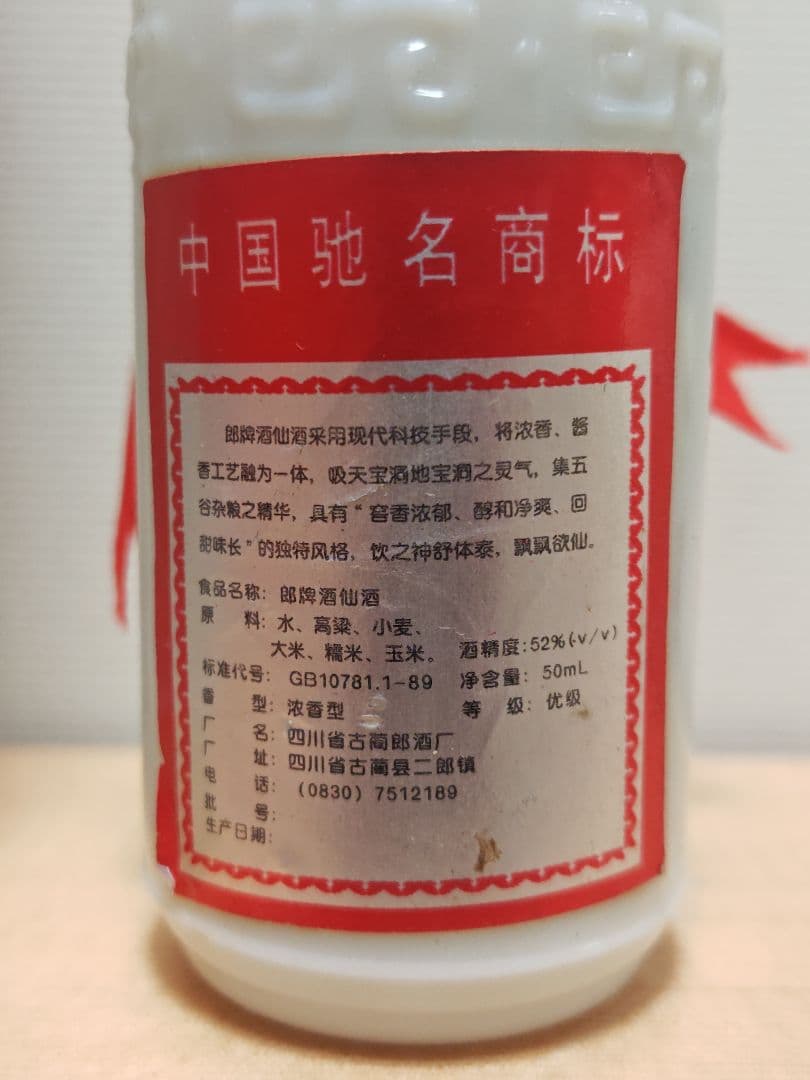 中国驰名商标
郎牌酒仙酒采用现代科技手段，将浓香、酱
香工艺融为一体，吸天宝洞地宝洞之灵气，集五
谷杂粮之精华，具有“窖香浓郁、醇和净爽、回
甜味长”的独特风格，饮之神舒体泰，飘飘欲仙。
食品名称：郎牌酒仙酒
原 料：水、高粱、小麦、
大米、糯米、玉米。 酒精度：52%(v/v)
标准代号：GB10781.1-89 净含量：50mL
香 型：浓香型 等 级：优级
厂 名：四川省古蔺郎酒厂
厂 址：四川省古蔺县二郎镇
电 话：（0830）7512189
批 号：
生产日期：